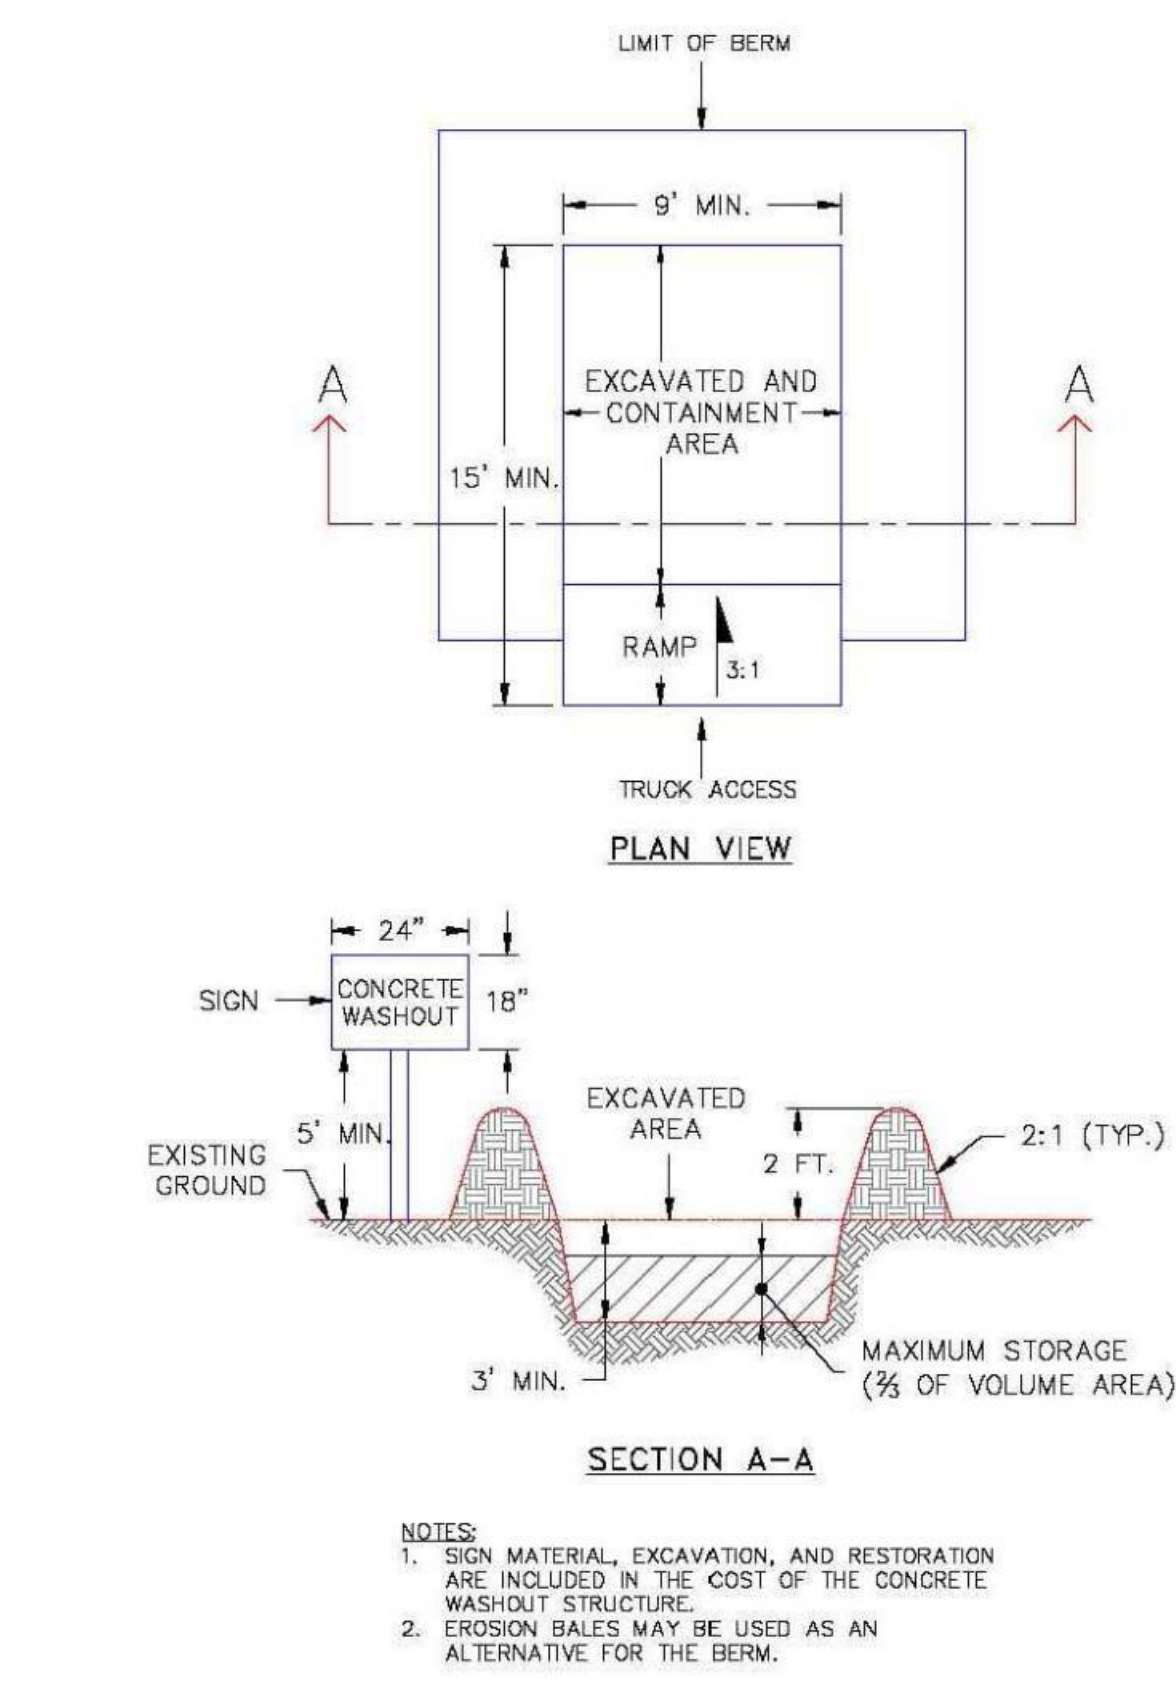 LIMIT OF BERM
9' MIN.
A
A
EXCAVATED AND
CONTAINMENT
AREA
15' MIN.
RAMP
3:1
TRUCK ACCESS
PLAN VIEW
24"
SIGN
CONCRETE
WASHOUT
18"
EXCAVATED
AREA
5' MIN.
2 FT.
2:1 (TYP.)
EXISTING
GROUND
3' MIN.
MAXIMUM STORAGE
(⅔ OF VOLUME AREA)
SECTION A-A
NOTES:
1. SIGN MATERIAL, EXCAVATION, AND RESTORATION
ARE INCLUDED IN THE COST OF THE CONCRETE
WASHOUT STRUCTURE.
2. EROSION BALES MAY BE USED AS AN
ALTERNATIVE FOR THE BERM.